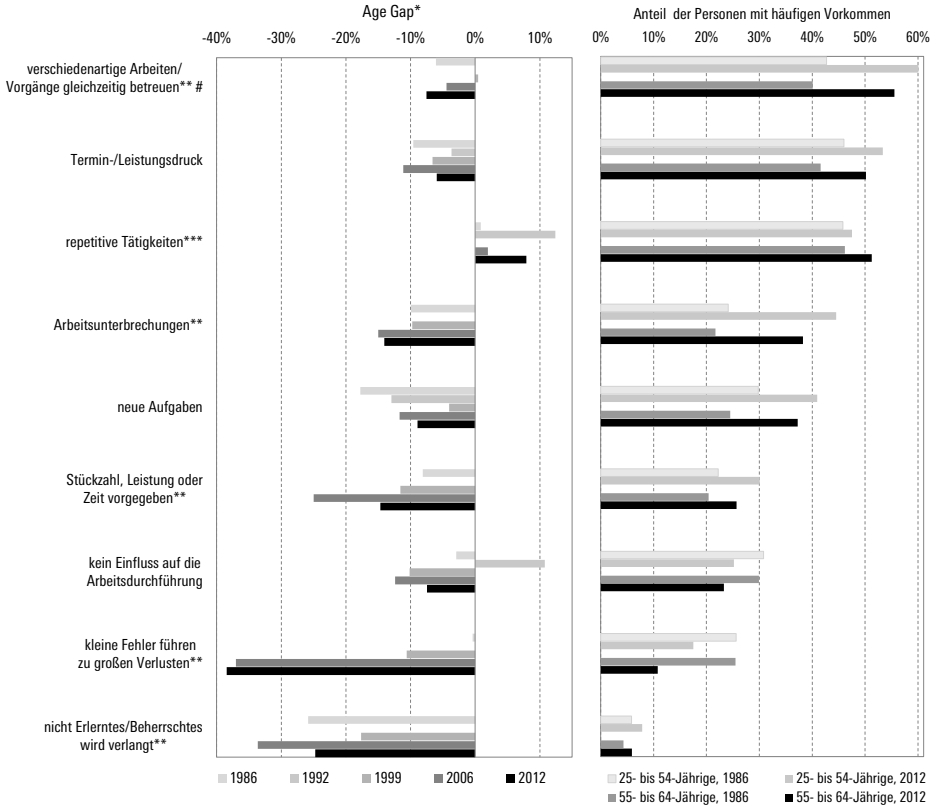 Age Gap*
Anteil der Personen mit häufigen Vorkommen
-40% -30% -20% -10% 0% 10%
0% 10% 20% 30% 40% 50% 60%
verschiedenartige Arbeiten/
Vorgänge gleichzeitig betreuen** #
Termin-/Leistungsdruck
repetitive Tätigkeiten***
Arbeitsunterbrechungen**
neue Aufgaben
Stückzahl, Leistung oder
Zeit vorgegeben**
kein Einfluss auf die
Arbeitsdurchführung
kleine Fehler führen
zu großen Verlusten**
nicht Erlerntes/Beherrschtes
wird verlangt**
1986 1992 1999 2006 2012
25- bis 54-Jährige, 1986 25- bis 54-Jährige, 2012
55- bis 64-Jährige, 1986 55- bis 64-Jährige, 2012